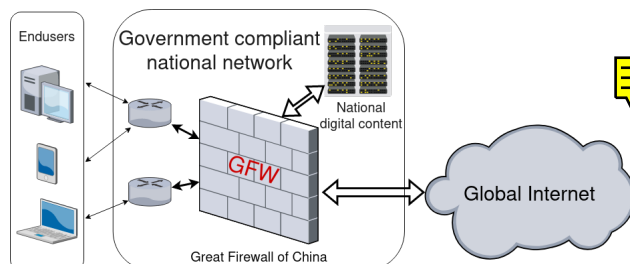 Endusers
Government compliant
national network
National
digital content
GFW
Global Internet
Great Firewall of China